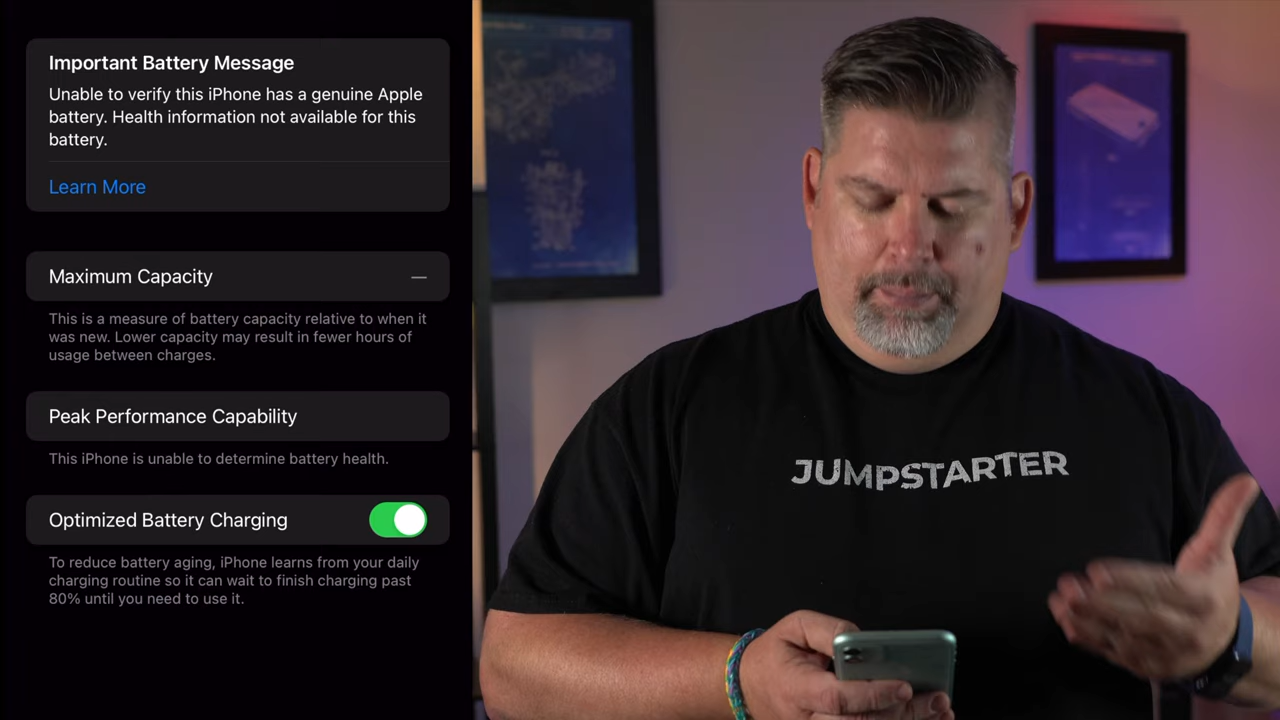 Important Battery Message
Unable to verify this iPhone has a genuine Apple
battery. Health information not available for this
battery.
Learn More
Maximum Capacity —
This is a measure of battery capacity relative to when it
was new. Lower capacity may result in fewer hours of
usage between charges.
Peak Performance Capability
This iPhone is unable to determine battery health.
Optimized Battery Charging
To reduce battery aging, iPhone learns from your daily
charging routine so it can wait to finish charging past
80% until you need to use it.
JUMPSTARTER